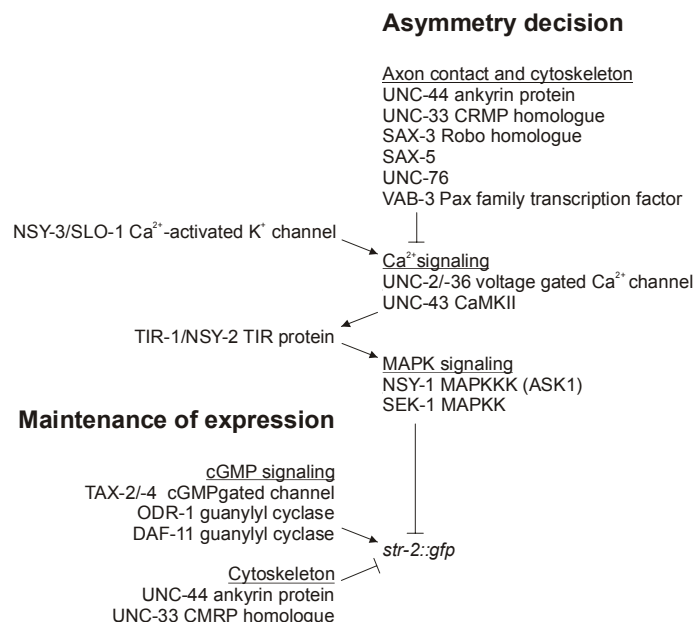 Asymmetry decision
Axon contact and cytoskeleton
UNC-44 ankyrin protein
UNC-33 CRMP homologue
SAX-3 Robo homologue
SAX-5
UNC-76
VAB-3 Pax family transcription factor
NSY-3/SLO-1 Ca²⁺-activated K⁺ channel
Ca²⁺signaling
UNC-2/-36 voltage gated Ca²⁺ channel
UNC-43 CaMKII
TIR-1/NSY-2 TIR protein
MAPK signaling
NSY-1 MAPKKK (ASK1)
SEK-1 MAPKK
Maintenance of expression
cGMP signaling
TAX-2/-4 cGMPgated channel
ODR-1 guanylyl cyclase
DAF-11 guanylyl cyclase
str-2::gfp
Cytoskeleton
UNC-44 ankyrin protein
UNC-33 CMRP homologue